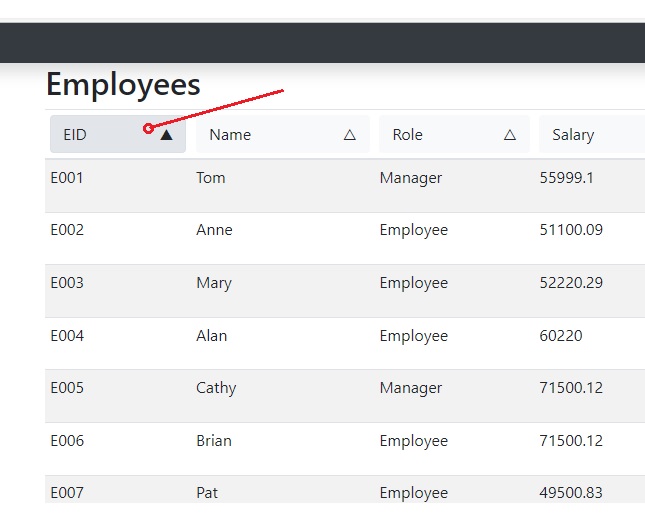 Employees
EID ▲ Name △ Role △ Salary
E001 Tom Manager 55999.1
E002 Anne Employee 51100.09
E003 Mary Employee 52220.29
E004 Alan Employee 60220
E005 Cathy Manager 71500.12
E006 Brian Employee 71500.12
E007 Pat Employee 49500.83